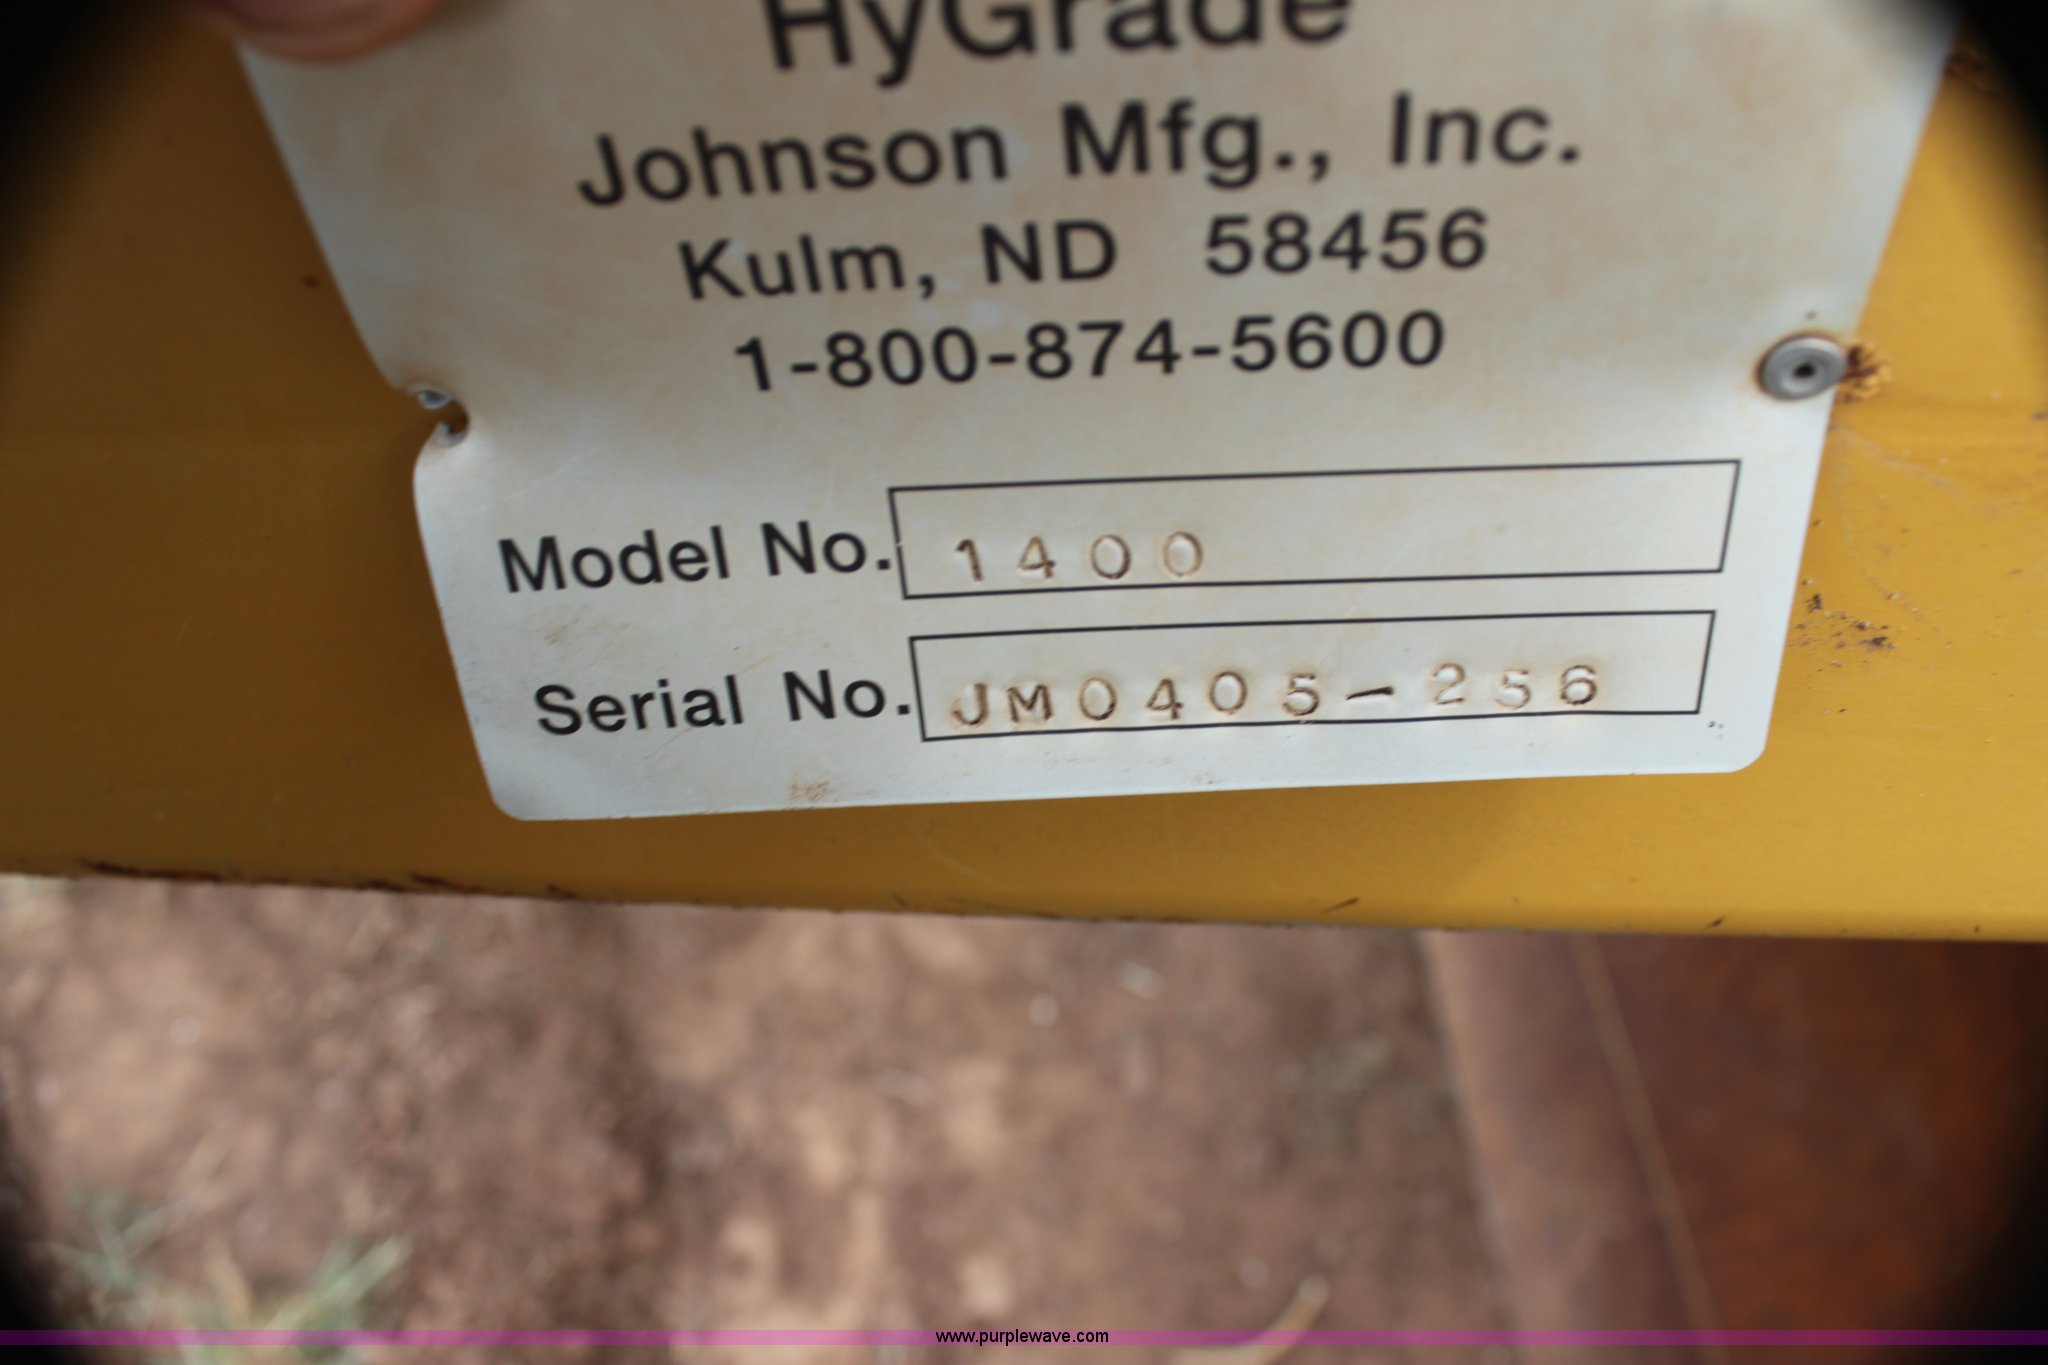 HyGrade
Johnson Mfg., Inc.
Kulm, ND 58456
1-800-874-5600
Model No. 1400
Serial No. JM0405-256
www.purplewave.com